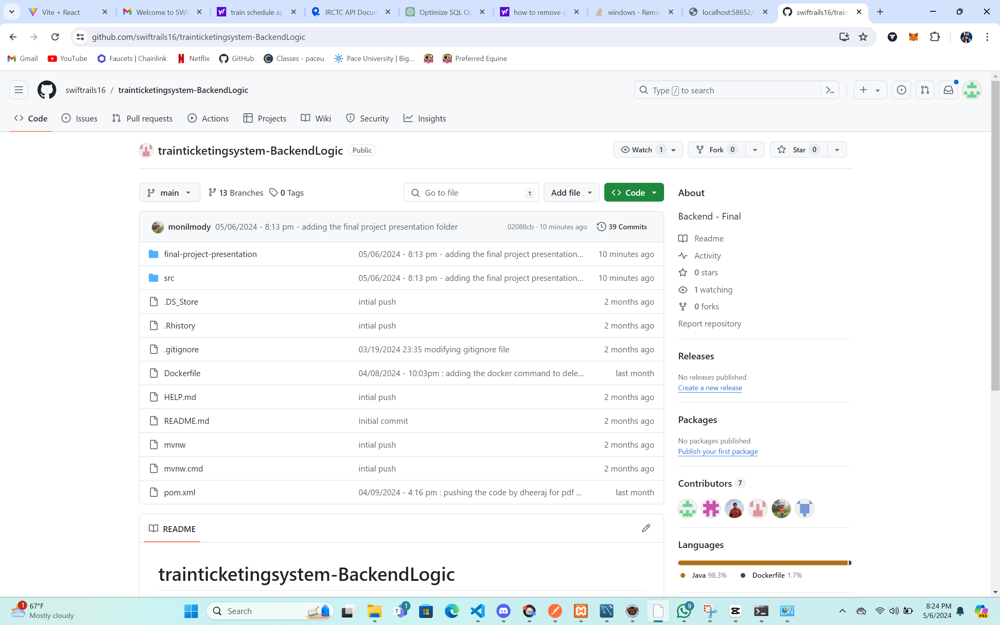 Vite + React
Welcome to SWI
train schedule ap
IRCTC API Docum
Optimize SQL Qu
how to remove g
windows - Remo
localhost:58652/
swiftrails16/train
github.com/swiftrails16/trainticketingsystem-BackendLogic
Gmail
YouTube
Faucets | Chainlink
Netflix
GitHub
Classes - paceu
Pace University | Big...
Preferred Equine
swiftrails16 / trainticketingsystem-BackendLogic
Type / to search
Code
Issues
Pull requests
Actions
Projects
Wiki
Security
Insights
trainticketingsystem-BackendLogic Public
Watch 1
Fork 0
Star 0
main
13 Branches
0 Tags
Go to file t
Add file
Code
monilmody 05/06/2024 - 8:13 pm - adding the final project presentation folder 02088cb · 10 minutes ago 39 Commits
final-project-presentation 05/06/2024 - 8:13 pm - adding the final project presentation... 10 minutes ago
src 05/06/2024 - 8:13 pm - adding the final project presentation... 10 minutes ago
.DS_Store intial push 2 months ago
.Rhistory intial push 2 months ago
.gitignore 03/19/2024 23:35 modifying gitignore file 2 months ago
Dockerfile 04/08/2024 - 10:03pm : adding the docker command to dele... last month
HELP.md intial push 2 months ago
README.md Initial commit 2 months ago
mvnw intial push 2 months ago
mvnw.cmd intial push 2 months ago
pom.xml 04/09/2024 - 4:16 pm : pushing the code by dheeraj for pdf ... last month
README
trainticketingsystem-BackendLogic
About
Backend - Final
Readme
Activity
0 stars
1 watching
0 forks
Report repository
Releases
No releases published
Create a new release
Packages
No packages published
Publish your first package
Contributors 7
Languages
Java 98.3%
Dockerfile 1.7%
1
67°F
Mostly cloudy
Search
1
9
8:24 PM
5/6/2024
PRE